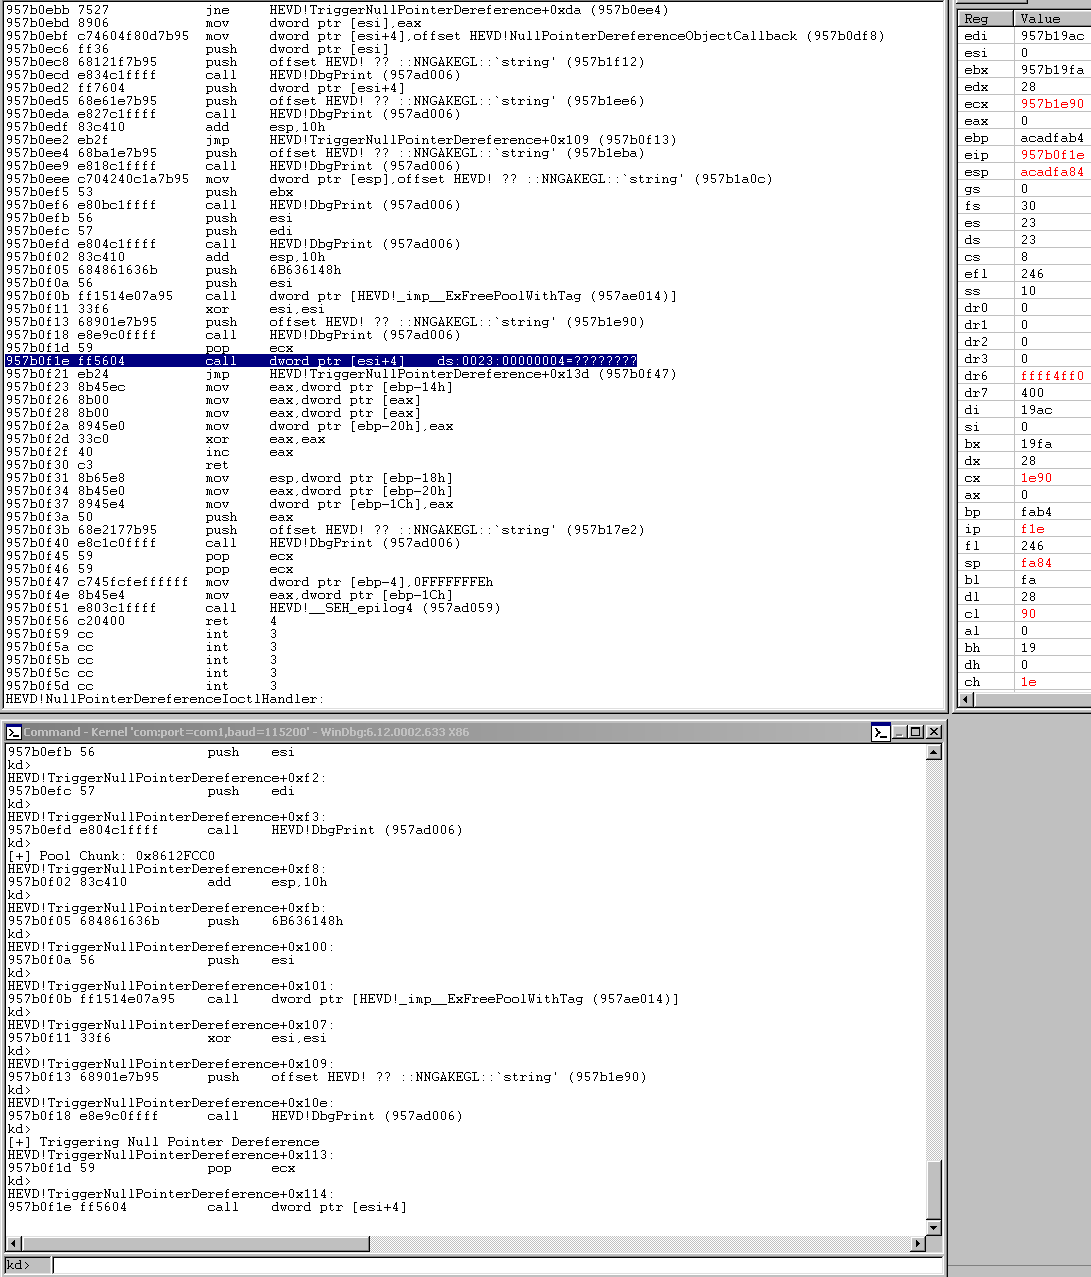 957b0ebb 7527 jne HEVD!TriggerNullPointerDereference+0xda (957b0ee4)
957b0ebd 8906 mov dword ptr [esi],eax
957b0ebf c74604f80d7b95 mov dword ptr [esi+4],offset HEVD!NullPointerDereferenceObjectCallback (957b0df8)
957b0ec6 ff36 push dword ptr [esi]
957b0ec8 68121f7b95 push offset HEVD! ?? ::NNGAKEGL::`string' (957b1f12)
957b0ecd e834c1ffff call HEVD!DbgPrint (957ad006)
957b0ed2 ff7604 push dword ptr [esi+4]
957b0ed5 68e61e7b95 push offset HEVD! ?? ::NNGAKEGL::`string' (957b1ee6)
957b0eda e827c1ffff call HEVD!DbgPrint (957ad006)
957b0edf 83c410 add esp,10h
957b0ee2 eb2f jmp HEVD!TriggerNullPointerDereference+0x109 (957b0f13)
957b0ee4 68ba1e7b95 push offset HEVD! ?? ::NNGAKEGL::`string' (957b1eba)
957b0ee9 e818c1ffff call HEVD!DbgPrint (957ad006)
957b0eee c704240c1a7b95 mov dword ptr [esp],offset HEVD! ?? ::NNGAKEGL::`string' (957b1a0c)
957b0ef5 53 push ebx
957b0ef6 e80bc1ffff call HEVD!DbgPrint (957ad006)
957b0efb 56 push esi
957b0efc 57 push edi
957b0efd e804c1ffff call HEVD!DbgPrint (957ad006)
957b0f02 83c410 add esp,10h
957b0f05 684861636b push 6B636148h
957b0f0a 56 push esi
957b0f0b ff1514e07a95 call dword ptr [HEVD!_imp__ExFreePoolWithTag (957ae014)]
957b0f11 33f6 xor esi,esi
957b0f13 68901e7b95 push offset HEVD! ?? ::NNGAKEGL::`string' (957b1e90)
957b0f18 e8e9c0ffff call HEVD!DbgPrint (957ad006)
957b0f1d 59 pop ecx
957b0f1e ff5604 call dword ptr [esi+4] ds:0023:00000004=????????
957b0f21 eb24 jmp HEVD!TriggerNullPointerDereference+0x13d (957b0f47)
957b0f23 8b45ec mov eax,dword ptr [ebp-14h]
957b0f26 8b00 mov eax,dword ptr [eax]
957b0f28 8b00 mov eax,dword ptr [eax]
957b0f2a 8945e0 mov dword ptr [ebp-20h],eax
957b0f2d 33c0 xor eax,eax
957b0f2f 40 inc eax
957b0f30 c3 ret
957b0f31 8b65e8 mov esp,dword ptr [ebp-18h]
957b0f34 8b45e0 mov eax,dword ptr [ebp-20h]
957b0f37 8945e4 mov dword ptr [ebp-1Ch],eax
957b0f3a 50 push eax
957b0f3b 68e2177b95 push offset HEVD! ?? ::NNGAKEGL::`string' (957b17e2)
957b0f40 e8c1c0ffff call HEVD!DbgPrint (957ad006)
957b0f45 59 pop ecx
957b0f46 59 pop ecx
957b0f47 c745fcfeffffff mov dword ptr [ebp-4],0FFFFFFFEh
957b0f4e 8b45e4 mov eax,dword ptr [ebp-1Ch]
957b0f51 e803c1ffff call HEVD!__SEH_epilog4 (957ad059)
957b0f56 c20400 ret 4
957b0f59 cc int 3
957b0f5a cc int 3
957b0f5b cc int 3
957b0f5c cc int 3
957b0f5d cc int 3
HEVD!NullPointerDereferenceIoctlHandler:
Reg Value
edi 957b19ac
esi 0
ebx 957b19fa
edx 28
ecx 957b1e90
eax 0
ebp acadfab4
eip 957b0f1e
esp acadfa84
gs 0
fs 30
es 23
ds 23
cs 8
efl 246
ss 10
dr0 0
dr1 0
dr2 0
dr3 0
dr6 ffff4ff0
dr7 400
di 19ac
si 0
bx 19fa
dx 28
cx 1e90
ax 0
bp fab4
ip f1e
fl 246
sp fa84
bl fa
dl 28
cl 90
al 0
bh 19
dh 0
ch 1e
Command - Kernel 'com:port=com1,baud=115200' - WinDbg:6.12.0002.633 X86
957b0efb 56 push esi
kd>
HEVD!TriggerNullPointerDereference+0xf2:
957b0efc 57 push edi
kd>
HEVD!TriggerNullPointerDereference+0xf3:
957b0efd e804c1ffff call HEVD!DbgPrint (957ad006)
kd>
[+] Pool Chunk: 0x8612FCC0
HEVD!TriggerNullPointerDereference+0xf8:
957b0f02 83c410 add esp,10h
kd>
HEVD!TriggerNullPointerDereference+0xfb:
957b0f05 684861636b push 6B636148h
kd>
HEVD!TriggerNullPointerDereference+0x100:
957b0f0a 56 push esi
kd>
HEVD!TriggerNullPointerDereference+0x101:
957b0f0b ff1514e07a95 call dword ptr [HEVD!_imp__ExFreePoolWithTag (957ae014)]
kd>
HEVD!TriggerNullPointerDereference+0x107:
957b0f11 33f6 xor esi,esi
kd>
HEVD!TriggerNullPointerDereference+0x109:
957b0f13 68901e7b95 push offset HEVD! ?? ::NNGAKEGL::`string' (957b1e90)
kd>
HEVD!TriggerNullPointerDereference+0x10e:
957b0f18 e8e9c0ffff call HEVD!DbgPrint (957ad006)
kd>
[+] Triggering Null Pointer Dereference
HEVD!TriggerNullPointerDereference+0x113:
957b0f1d 59 pop ecx
kd>
HEVD!TriggerNullPointerDereference+0x114:
957b0f1e ff5604 call dword ptr [esi+4]
kd>